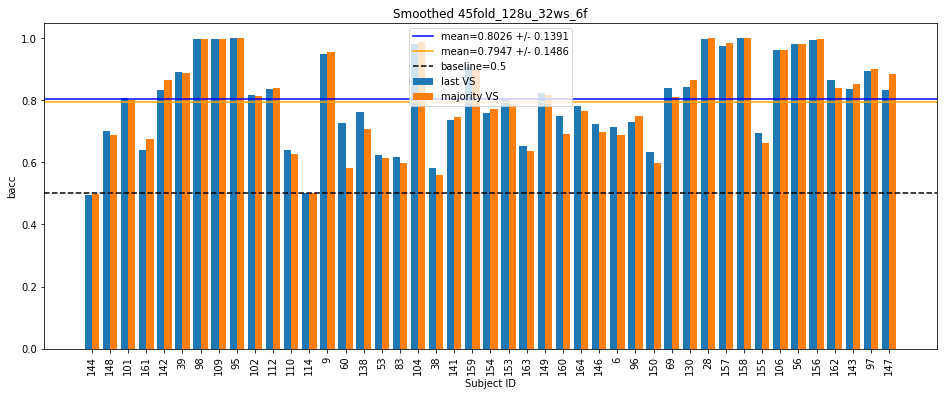 Smoothed 45fold_128u_32ws_6f
mean=0.8026 +/- 0.1391
mean=0.7947 +/- 0.1486
baseline=0.5
last VS
majority VS
bacc
1.0
0.8
0.6
0.4
0.2
0.0
144 148 101 161 142 39 98 109 95 102 112 110 114 9 60 138 53 83 104 38 141 159 154 153 163 149 160 164 146 6 96 150 69 130 28 157 158 155 106 56 156 162 143 97 147
Subject ID